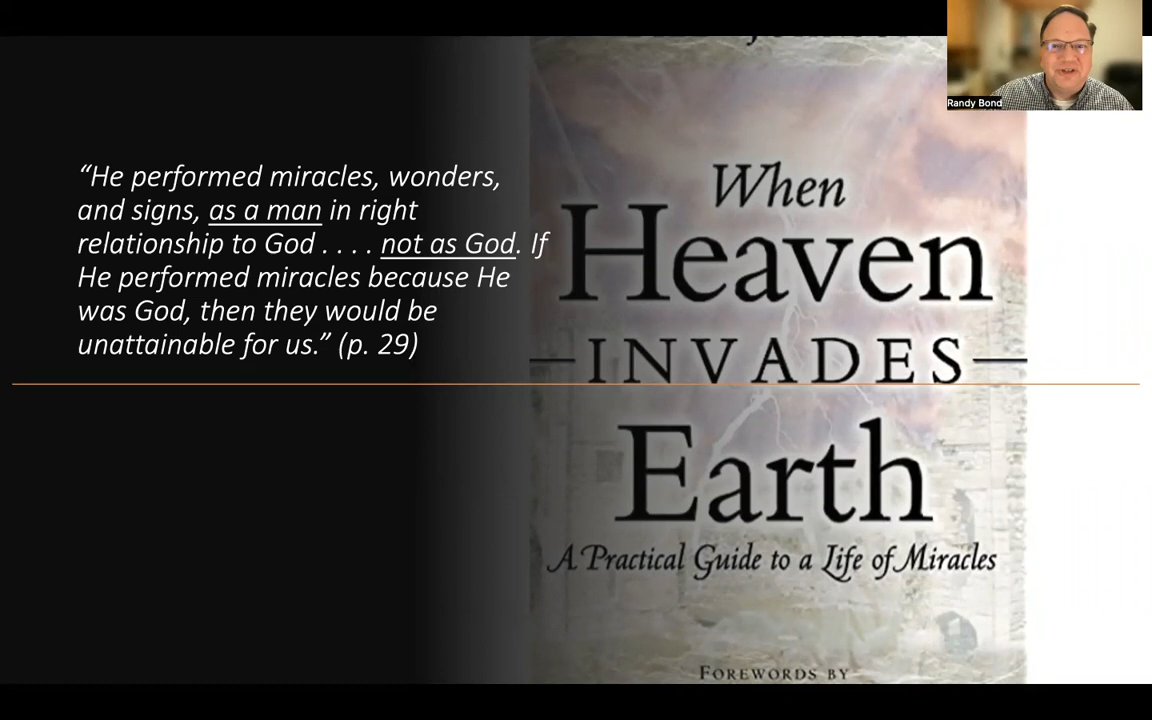 “He performed miracles, wonders,
and signs, as a man in right
relationship to God . . . . not as God. If
He performed miracles because He
was God, then they would be
unattainable for us.” (p. 29)
When
Heaven
INVADES
Earth
A Practical Guide to a Life of Miracles
FOREWORDS BY
Randy Bond